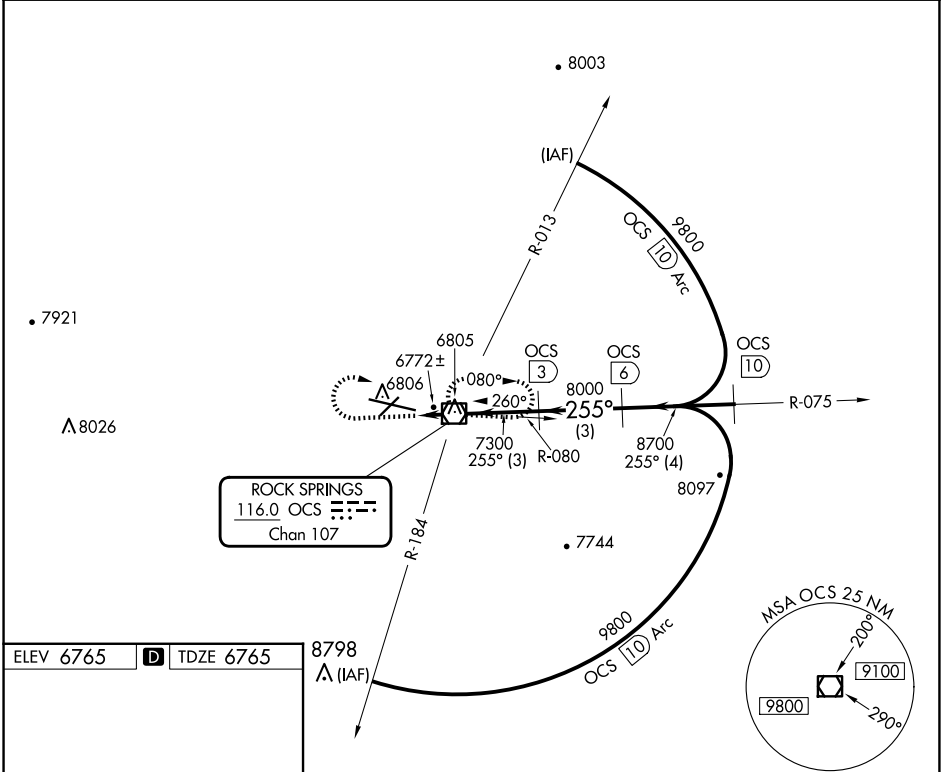 8003
(IAF)
R-013
9800
OCS 10 Arc
7921
6805
OCS
3
OCS
6
OCS
10
6772±
6806
080°
260°
8000
255°
(3)
R-075
8026
7300
255° (3)
R-080
8700
255° (4)
8097
ROCK SPRINGS
116.0 OCS
Chan 107
R-184
7744
9800
OCS 10 Arc
MSA OCS 25 NM
200°
9100
9800
290°
ELEV 6765 D TDZE 6765
8798
(IAF)